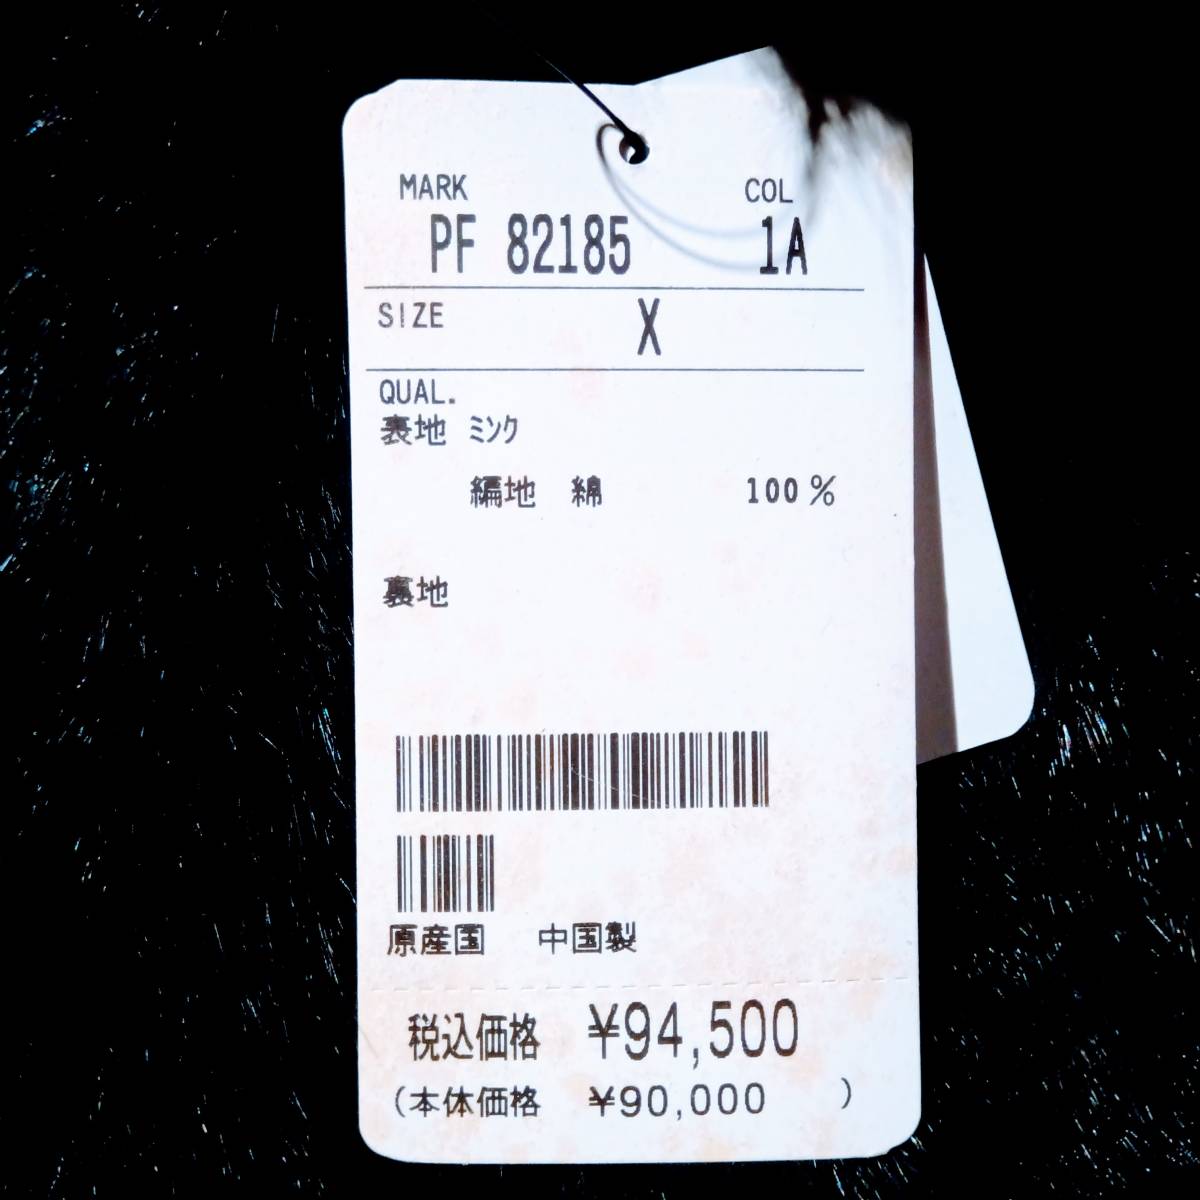 MARK COL
PF 82185 1A
SIZE X
QUAL.
表地 ミンク
編地 綿 100%
裏地
原産国 中国製
税込価格 ¥94,500
(本体価格 ¥90,000 )